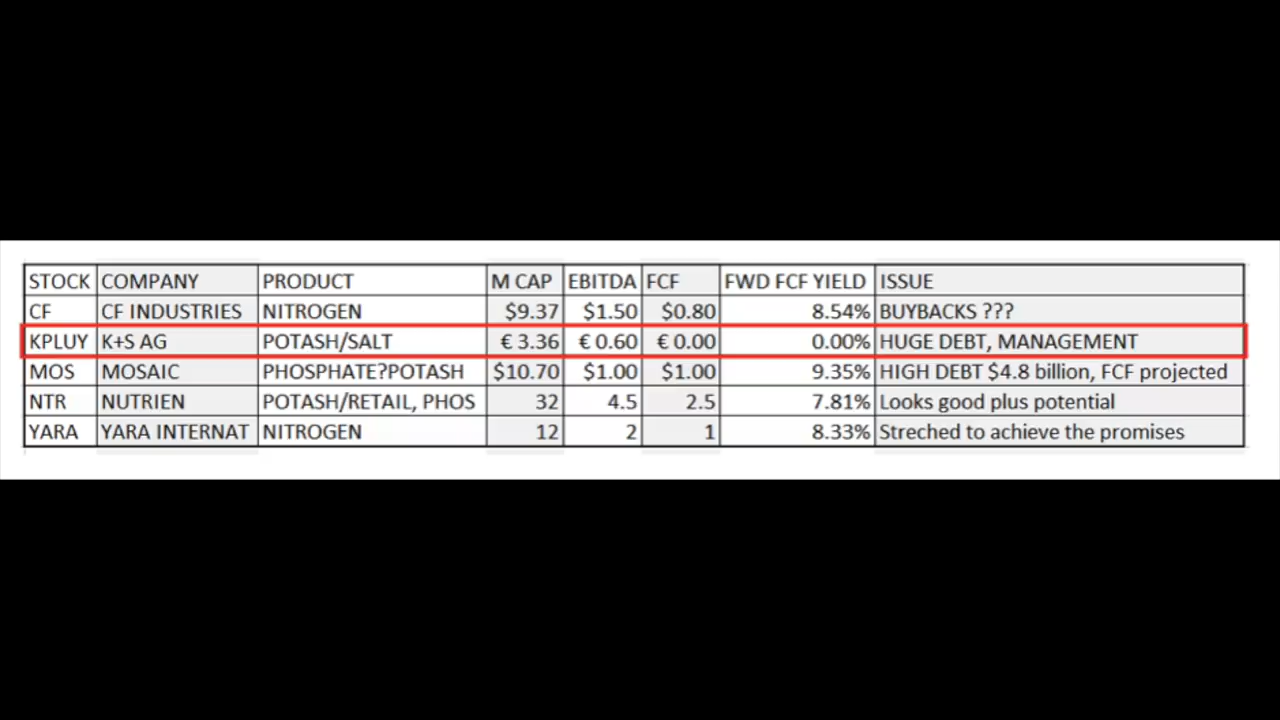 STOCK COMPANY PRODUCT M CAP EBITDA FCF FWD FCF YIELD ISSUE
CF CF INDUSTRIES NITROGEN $9.37 $1.50 $0.80 8.54% BUYBACKS ???
KPLUY K+S AG POTASH/SALT € 3.36 € 0.60 € 0.00 0.00% HUGE DEBT, MANAGEMENT
MOS MOSAIC PHOSPHATE?POTASH $10.70 $1.00 $1.00 9.35% HIGH DEBT $4.8 billion, FCF projected
NTR NUTRIEN POTASH/RETAIL, PHOS 32 4.5 2.5 7.81% Looks good plus potential
YARA YARA INTERNAT NITROGEN 12 2 1 8.33% Streched to achieve the promises